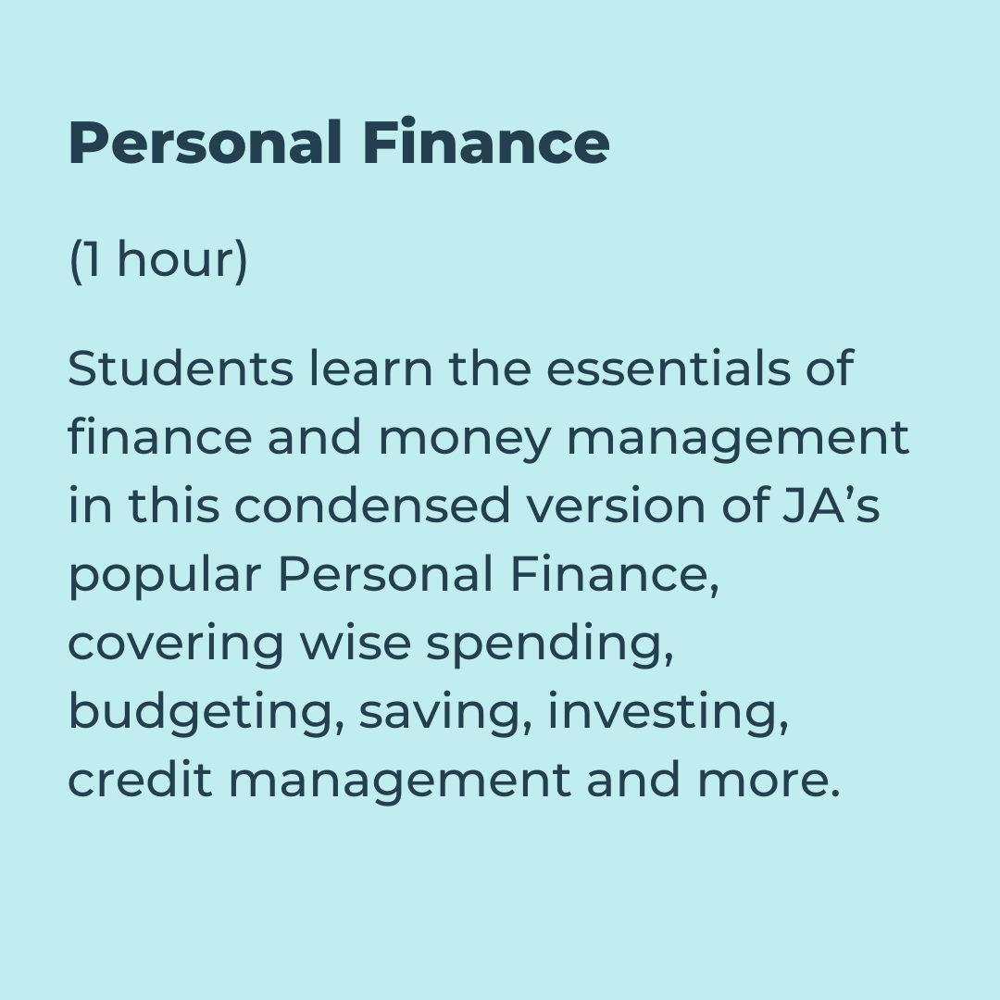 Personal Finance
(1 hour)
Students learn the essentials of
finance and money management
in this condensed version of JA’s
popular Personal Finance,
covering wise spending,
budgeting, saving, investing,
credit management and more.